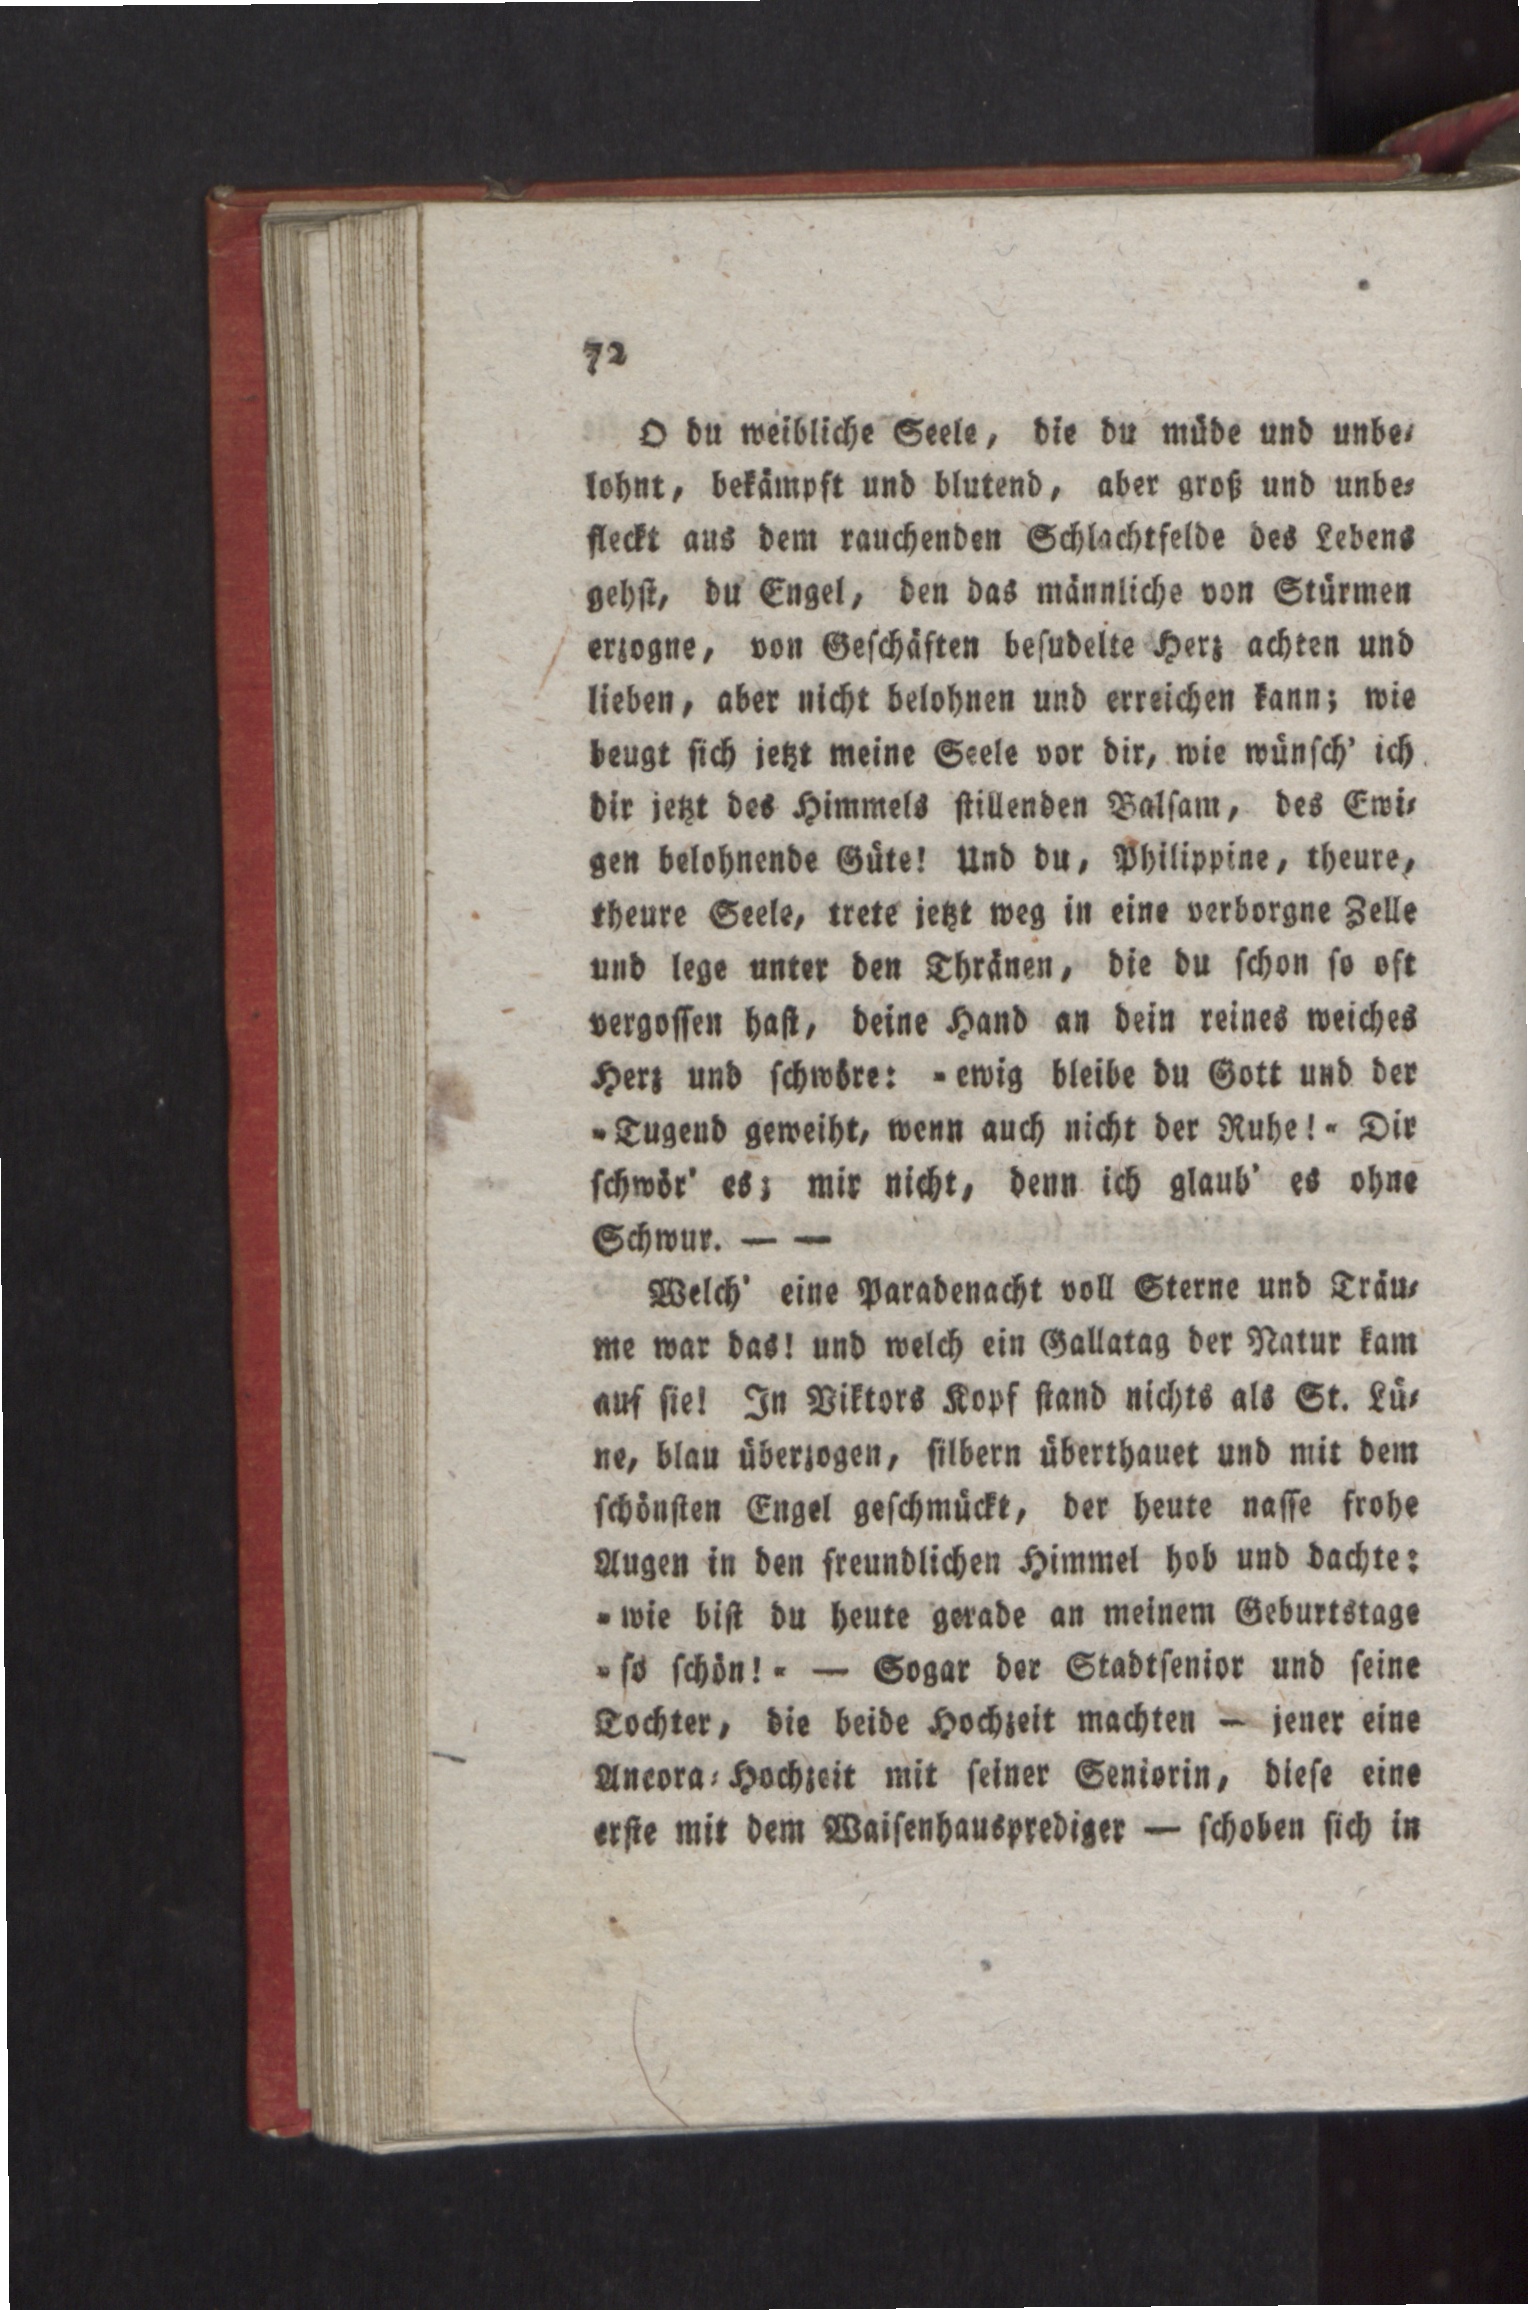 72
O du weibliche Seele, die du müde und unbe-
lohnt, bekämpft und blutend, aber groß und unbe-
fleckt aus dem rauchenden Schlachtfelde des Lebens
gehst, du Engel, den das männliche von Stürmen
erzogne, von Geschäften besudelte Herz achten und
lieben, aber nicht belohnen und erreichen kann; wie
beugt sich jetzt meine Seele vor dir, wie wünsch' ich
dir jetzt des Himmels stillenden Balsam, des Ewi-
gen belohnende Güte! Und du, Philippine, theure,
theure Seele, trete jetzt weg in eine verborgne Zelle
und lege unter den Thränen, die du schon so oft
vergossen hast, deine Hand an dein reines weiches
Herz und schwöre: „ewig bleibe du Gott und der
„Tugend geweiht, wenn auch nicht der Ruhe!“ Dir
schwör' es; mir nicht, denn ich glaub' es ohne
Schwur. — —
Welch' eine Paradenacht voll Sterne und Träu-
me war das! und welch ein Gallatag der Natur kam
auf sie! In Viktors Kopf stand nichts als St. Lü-
ne, blau überzogen, silbern überthauet und mit dem
schönsten Engel geschmückt, der heute nasse frohe
Augen in den freundlichen Himmel hob und dachte:
„wie bist du heute gerade an meinem Geburtstage
„so schön!“ — Sogar der Stadtsenior und seine
Tochter, die beide Hochzeit machten — jener eine
Ancora-Hochzeit mit seiner Seniorin, diese eine
erste mit dem Waisenhausprediger — schoben sich in